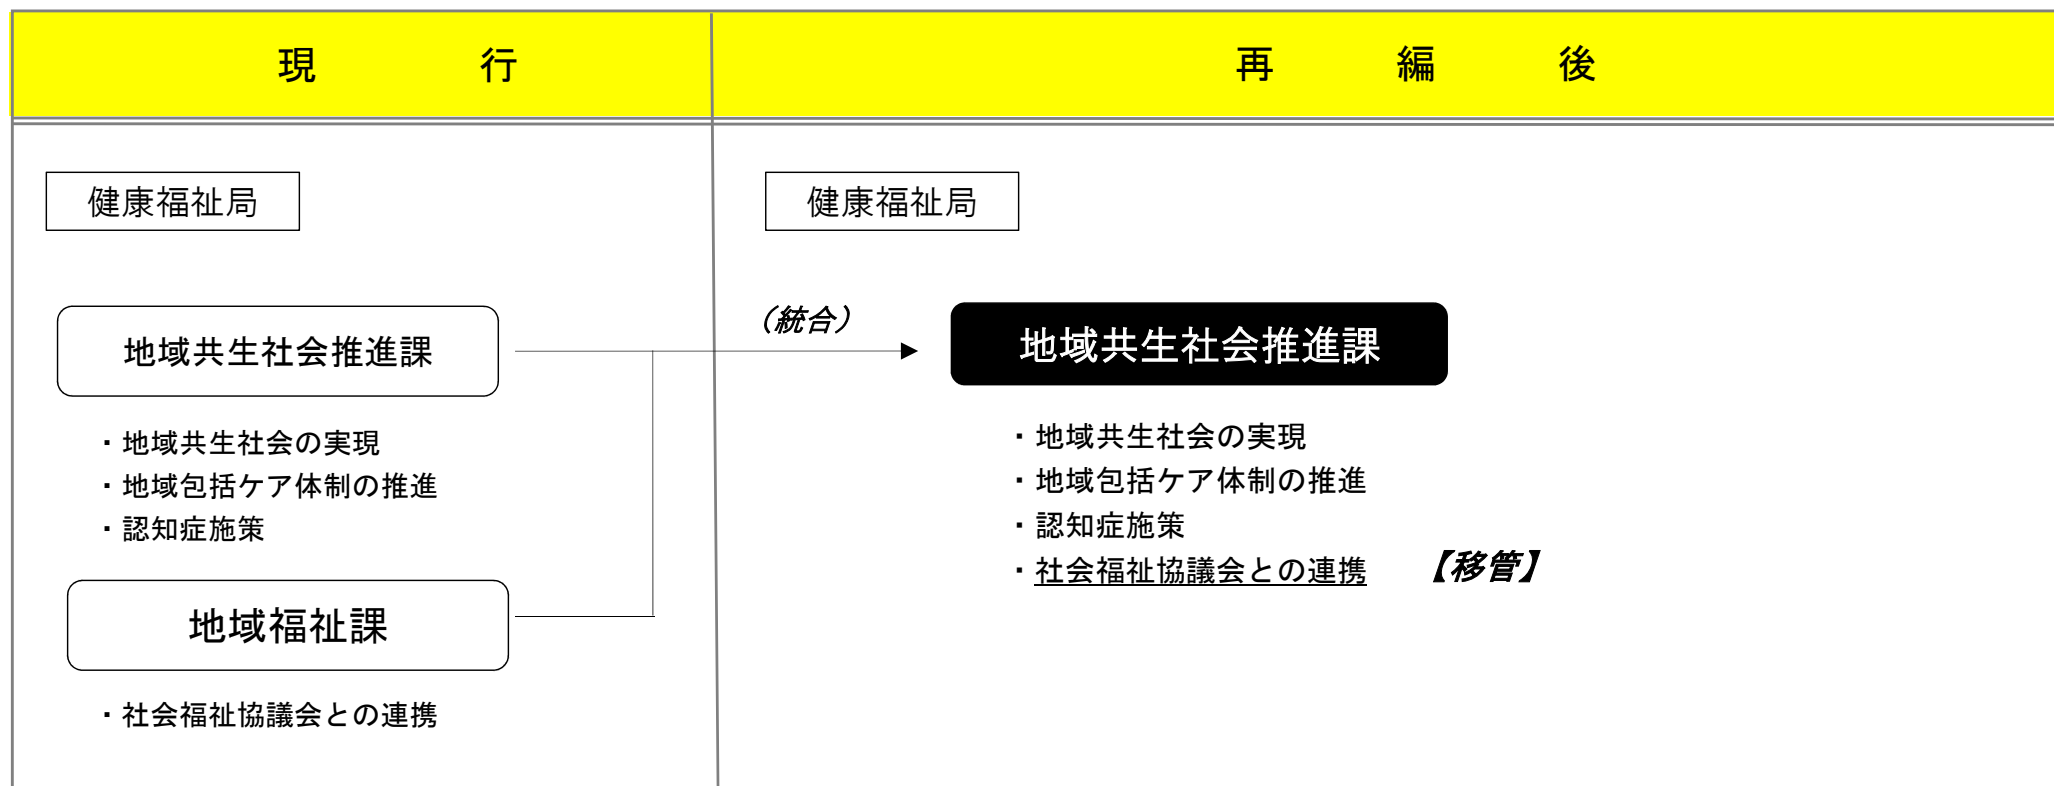 現行
再編後
健康福祉局
地域共生社会推進課
・地域共生社会の実現
・地域包括ケア体制の推進
・認知症施策
地域福祉課
・社会福祉協議会との連携
健康福祉局
（統合）
地域共生社会推進課
・地域共生社会の実現
・地域包括ケア体制の推進
・認知症施策
・社会福祉協議会との連携 【移管】